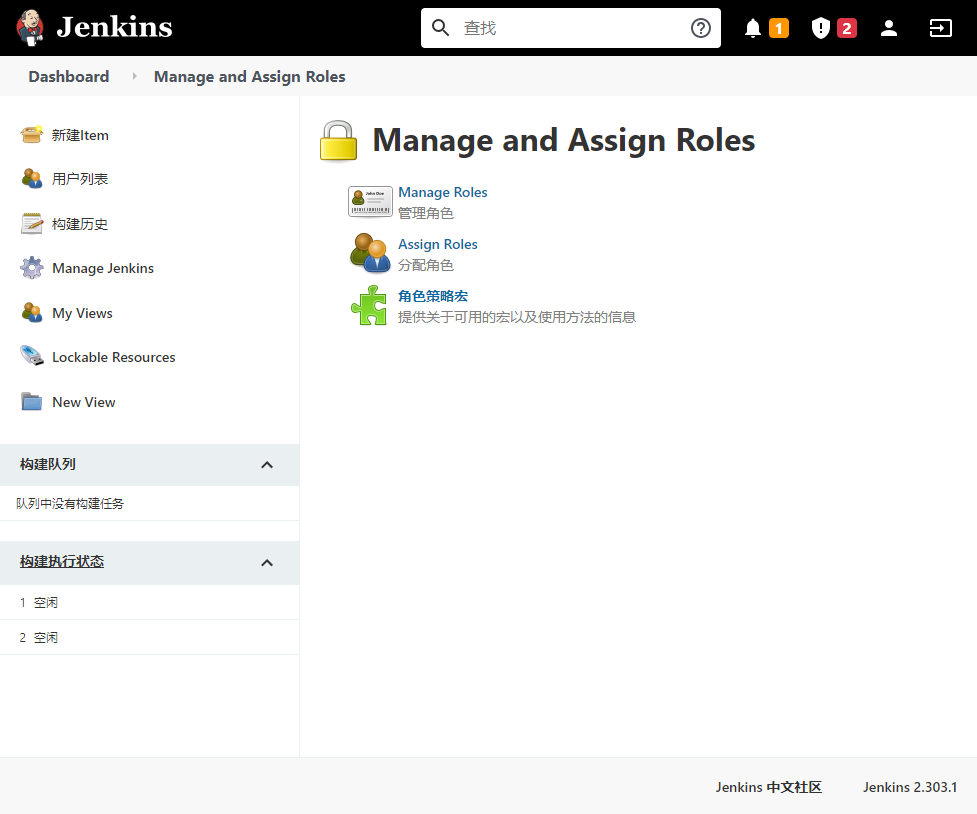 Jenkins
查找
1
2
Dashboard
Manage and Assign Roles
新建Item
用户列表
构建历史
Manage Jenkins
My Views
Lockable Resources
New View
构建队列
队列中没有构建任务
构建执行状态
1 空闲
2 空闲
Manage and Assign Roles
John Doe
Manage Roles
管理角色
Assign Roles
分配角色
角色策略宏
提供关于可用的宏以及使用方法的信息
Jenkins 中文社区
Jenkins 2.303.1